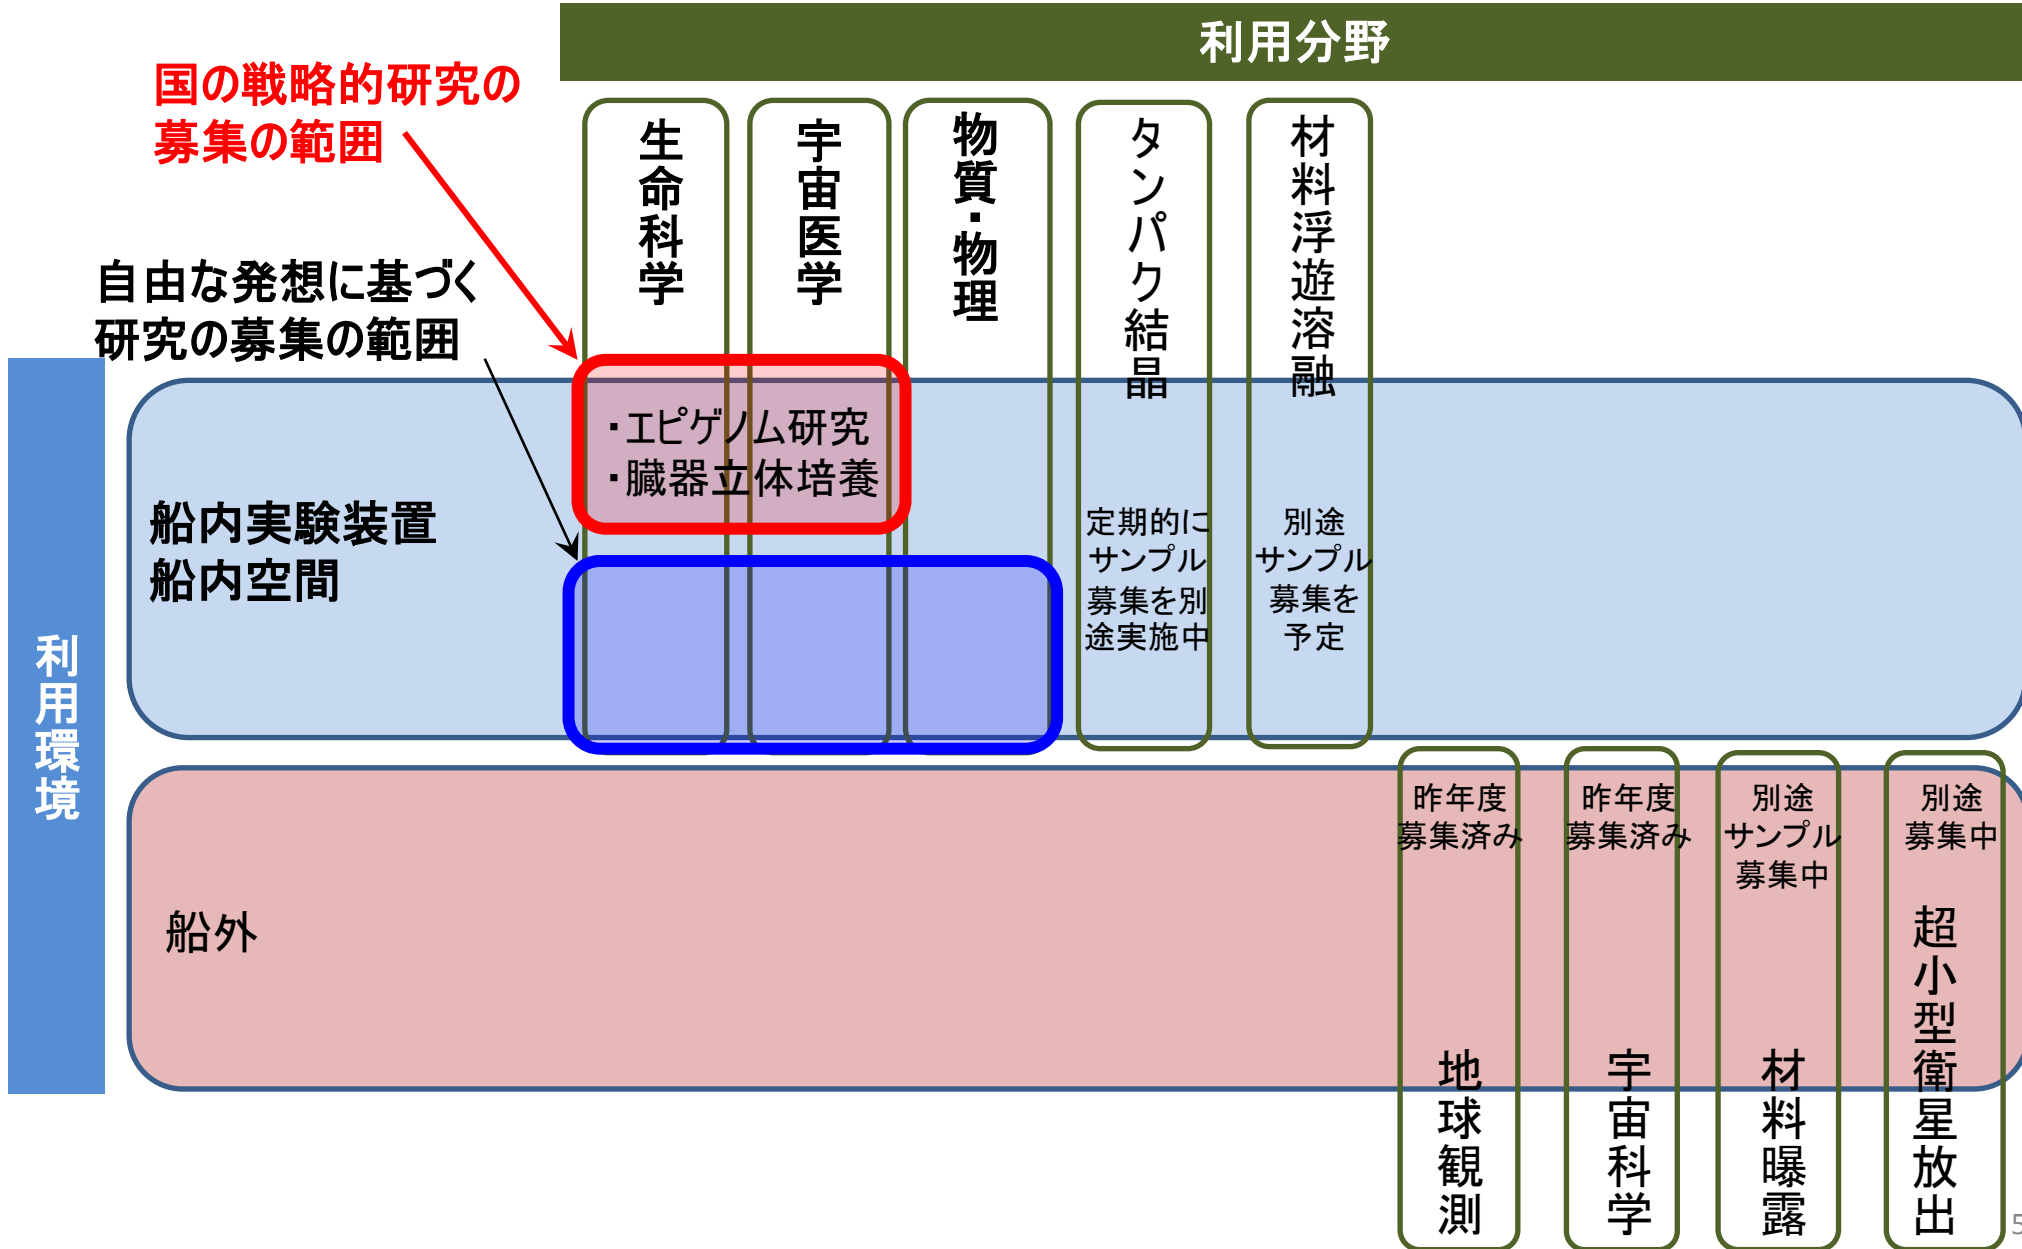 利用分野
国の戦略的研究の
募集の範囲
自由な発想に基づく
研究の募集の範囲
生命科学
宇宙医学
物質・物理
タンパク結晶
材料浮遊溶融
利用環境
・エピゲノム研究
・臓器立体培養
船内実験装置
船内空間
定期的に
サンプル
募集を別
途実施中
別途
サンプル
募集を
予定
船外
昨年度
募集済み
昨年度
募集済み
別途
サンプル
募集中
別途
募集中
地球観測
宇宙科学
材料曝露
超小型衛星放出
5